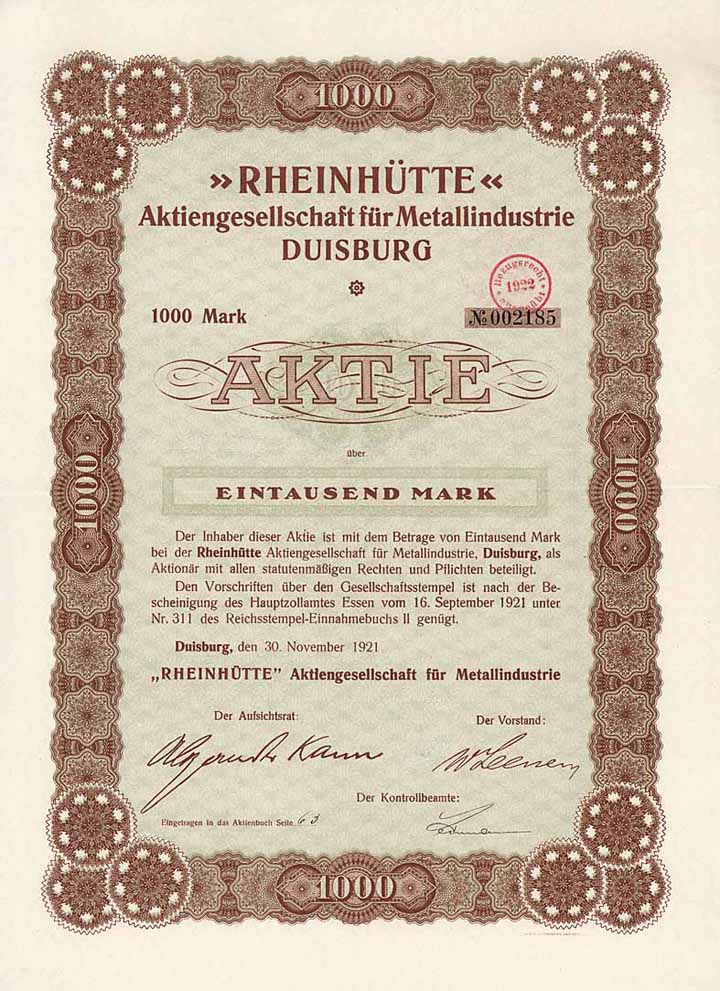 1000
»RHEINHÜTTE«
Aktiengesellschaft für Metallindustrie
DUISBURG
Bezugsrecht
1922
ausgeübt
1000 Mark
№ 002185
AKTIE
über
EINTAUSEND MARK
Der Inhaber dieser Aktie ist mit dem Betrage von Eintausend Mark
bei der Rheinhütte Aktiengesellschaft für Metallindustrie, Duisburg, als
Aktionär mit allen statutenmäßigen Rechten und Pflichten beteiligt.
Den Vorschriften über den Gesellschaftsstempel ist nach der Be-
scheinigung des Hauptzollamtes Essen vom 16. September 1921 unter
Nr. 311 des Reichsstempel-Einnahmebuchs II genügt.
Duisburg, den 30. November 1921
„RHEINHÜTTE” Aktiengesellschaft für Metallindustrie
Der Aufsichtsrat:
Der Vorstand:
Alexander Kann
Der Kontrollbeamte:
Eingetragen in das Aktienbuch Seite 63
1000
1000
1000